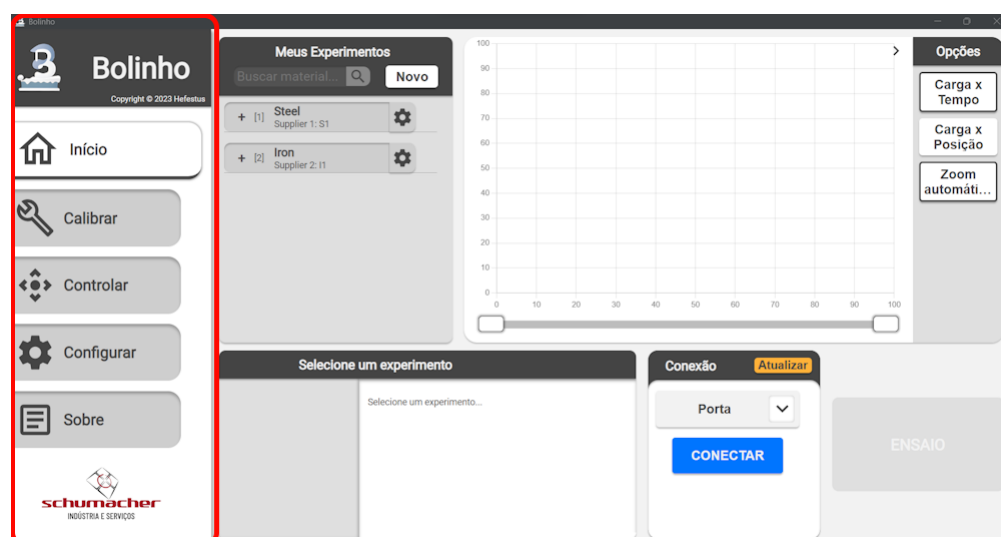 Bolinho
Bolinho
Copyright © 2023 Hefestus
Início
Calibrar
Controlar
Configurar
Sobre
schumacher
INDÚSTRIA E SERVIÇOS
Meus Experimentos
Buscar material...
Novo
+ [1] Steel
Supplier 1: S1
+ [2] Iron
Supplier 2: I1
100
90
80
70
60
50
40
30
20
10
0
0 10 20 30 40 50 60 70 80 90 100
Opções
Carga x
Tempo
Carga x
Posição
Zoom
automáti...
Selecione um experimento
Selecione um experimento...
Conexão
Atualizar
Porta
CONECTAR
ENSAIO